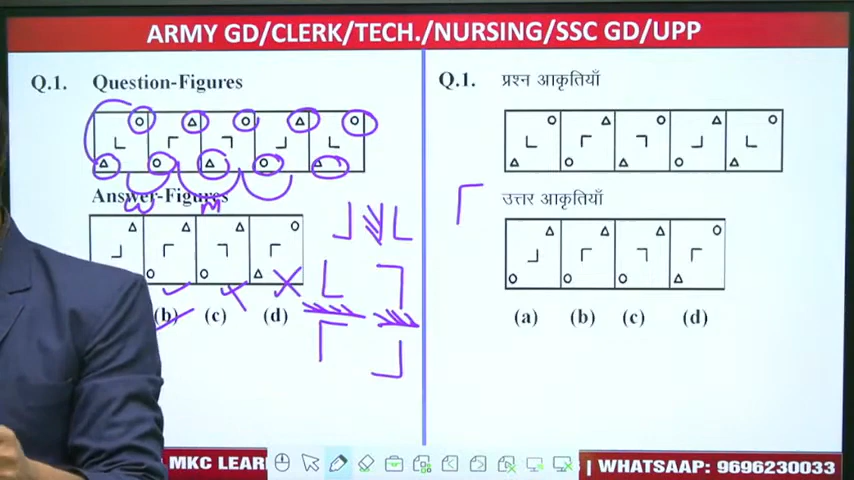 ARMY GD/CLERK/TECH./NURSING/SSC GD/UPP
Q.1. Question-Figures
Answer-Figures
W M
(b) (c) (d)
Q.1. प्रश्न आकृतियाँ
उत्तर आकृतियाँ
(a) (b) (c) (d)
MKC LEAR
| WHATSAAP: 9696230033